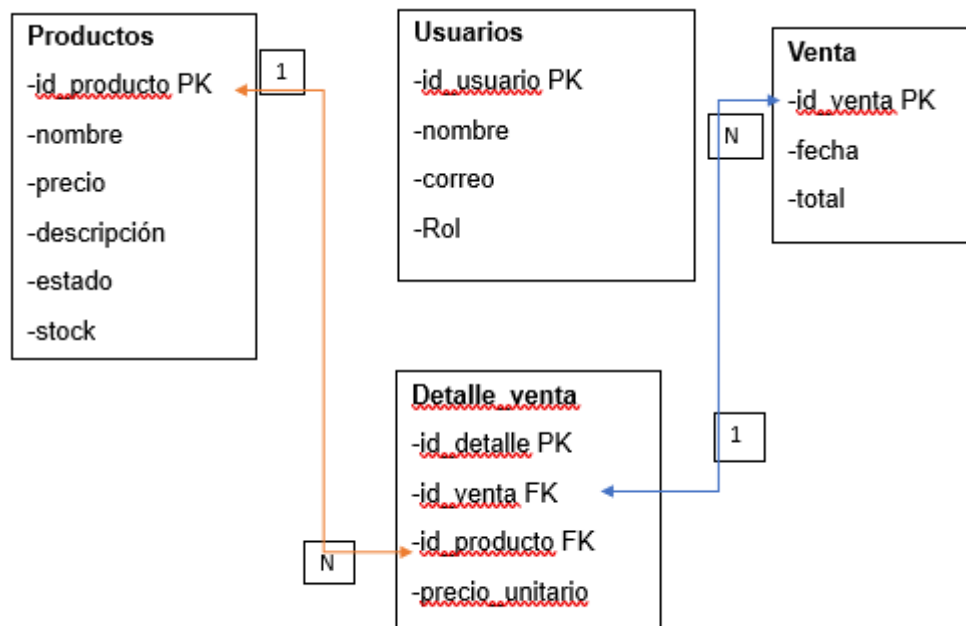 Productos
-id_producto PK
-nombre
-precio
-descripción
-estado
-stock
1
Usuarios
-id_usuario PK
-nombre
-correo
-Rol
N
Venta
-id_venta PK
-fecha
-total
Detalle_venta
-id_detalle PK
-id_venta FK
-id_producto FK
-precio_unitario
1
N